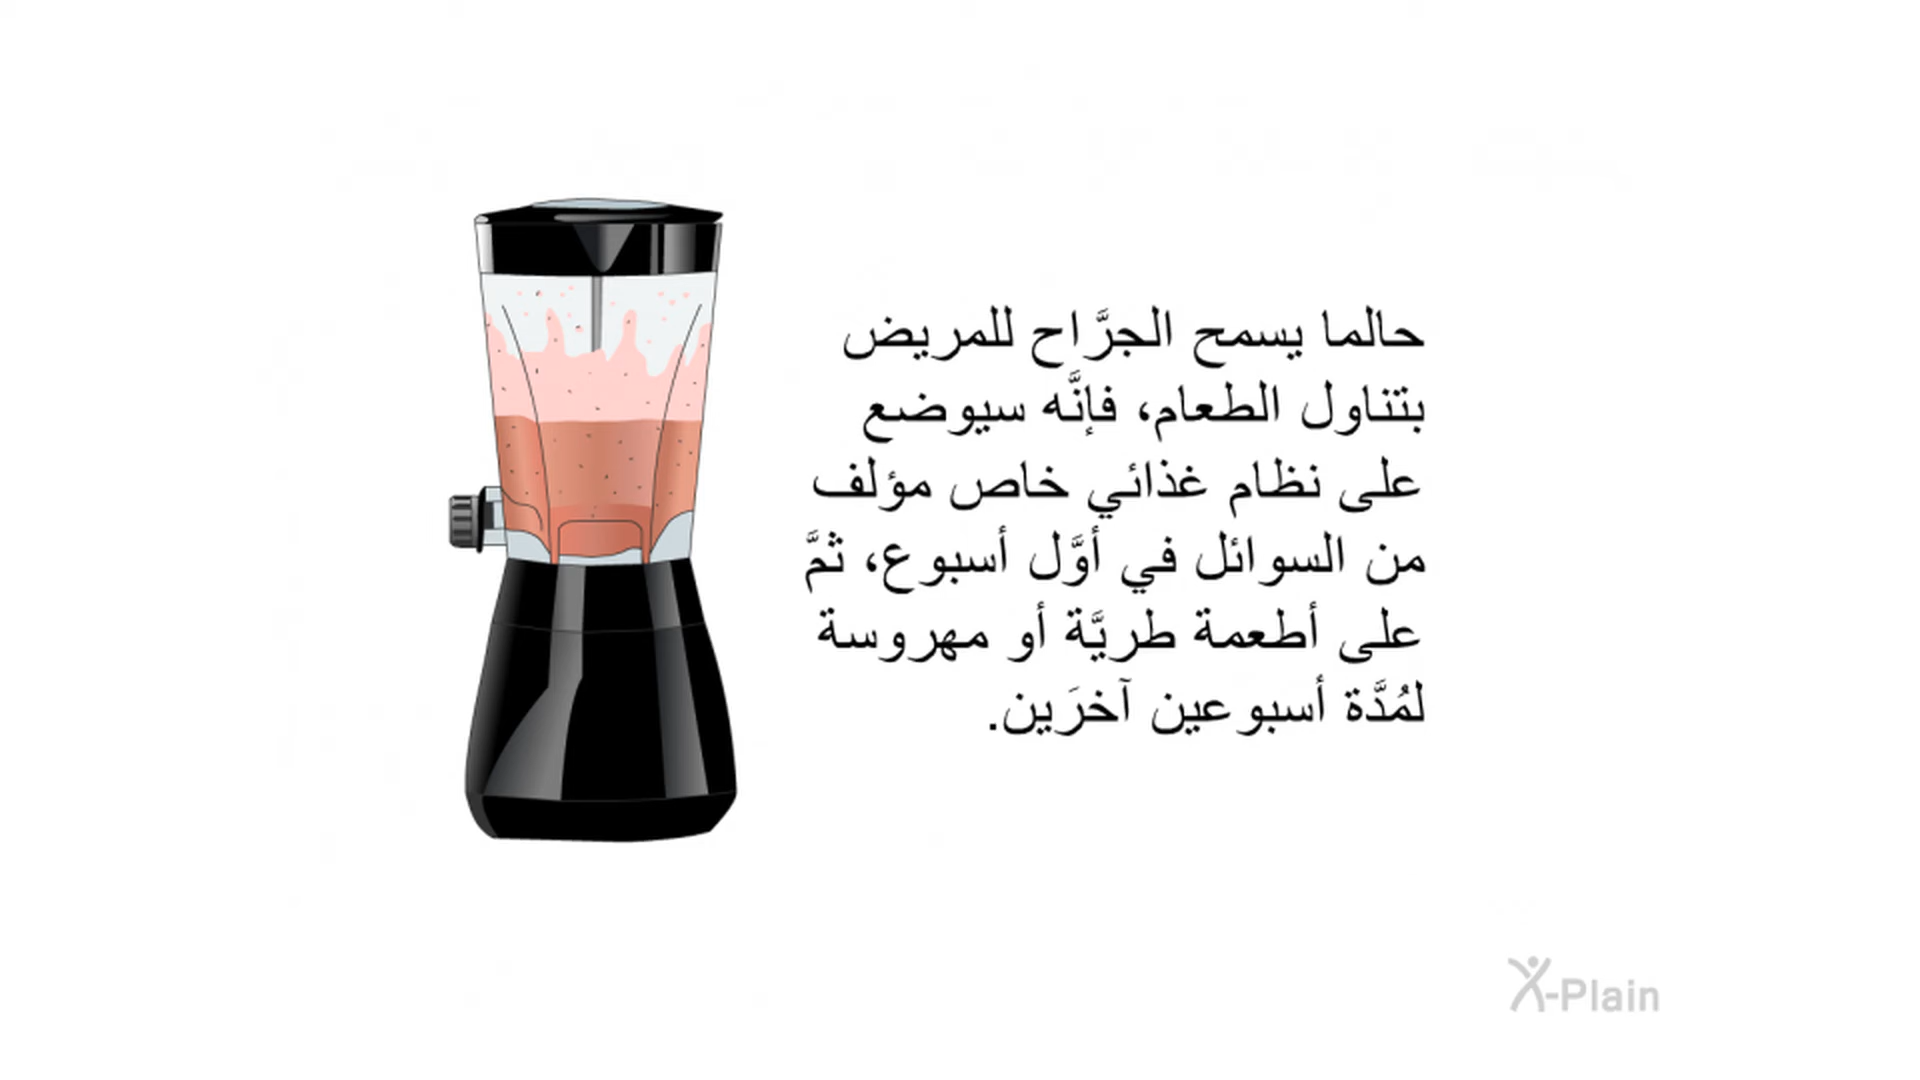 حالما يسمح الجرَّاح للمريض
بتناول الطعام، فإنَّه سيوضع
على نظام غذائي خاص مؤلف
من السوائل في أوَّل أسبوع، ثمَّ
على أطعمة طريَّة أو مهروسة
لمُدَّة أسبوعين آخرَين.
X-Plain